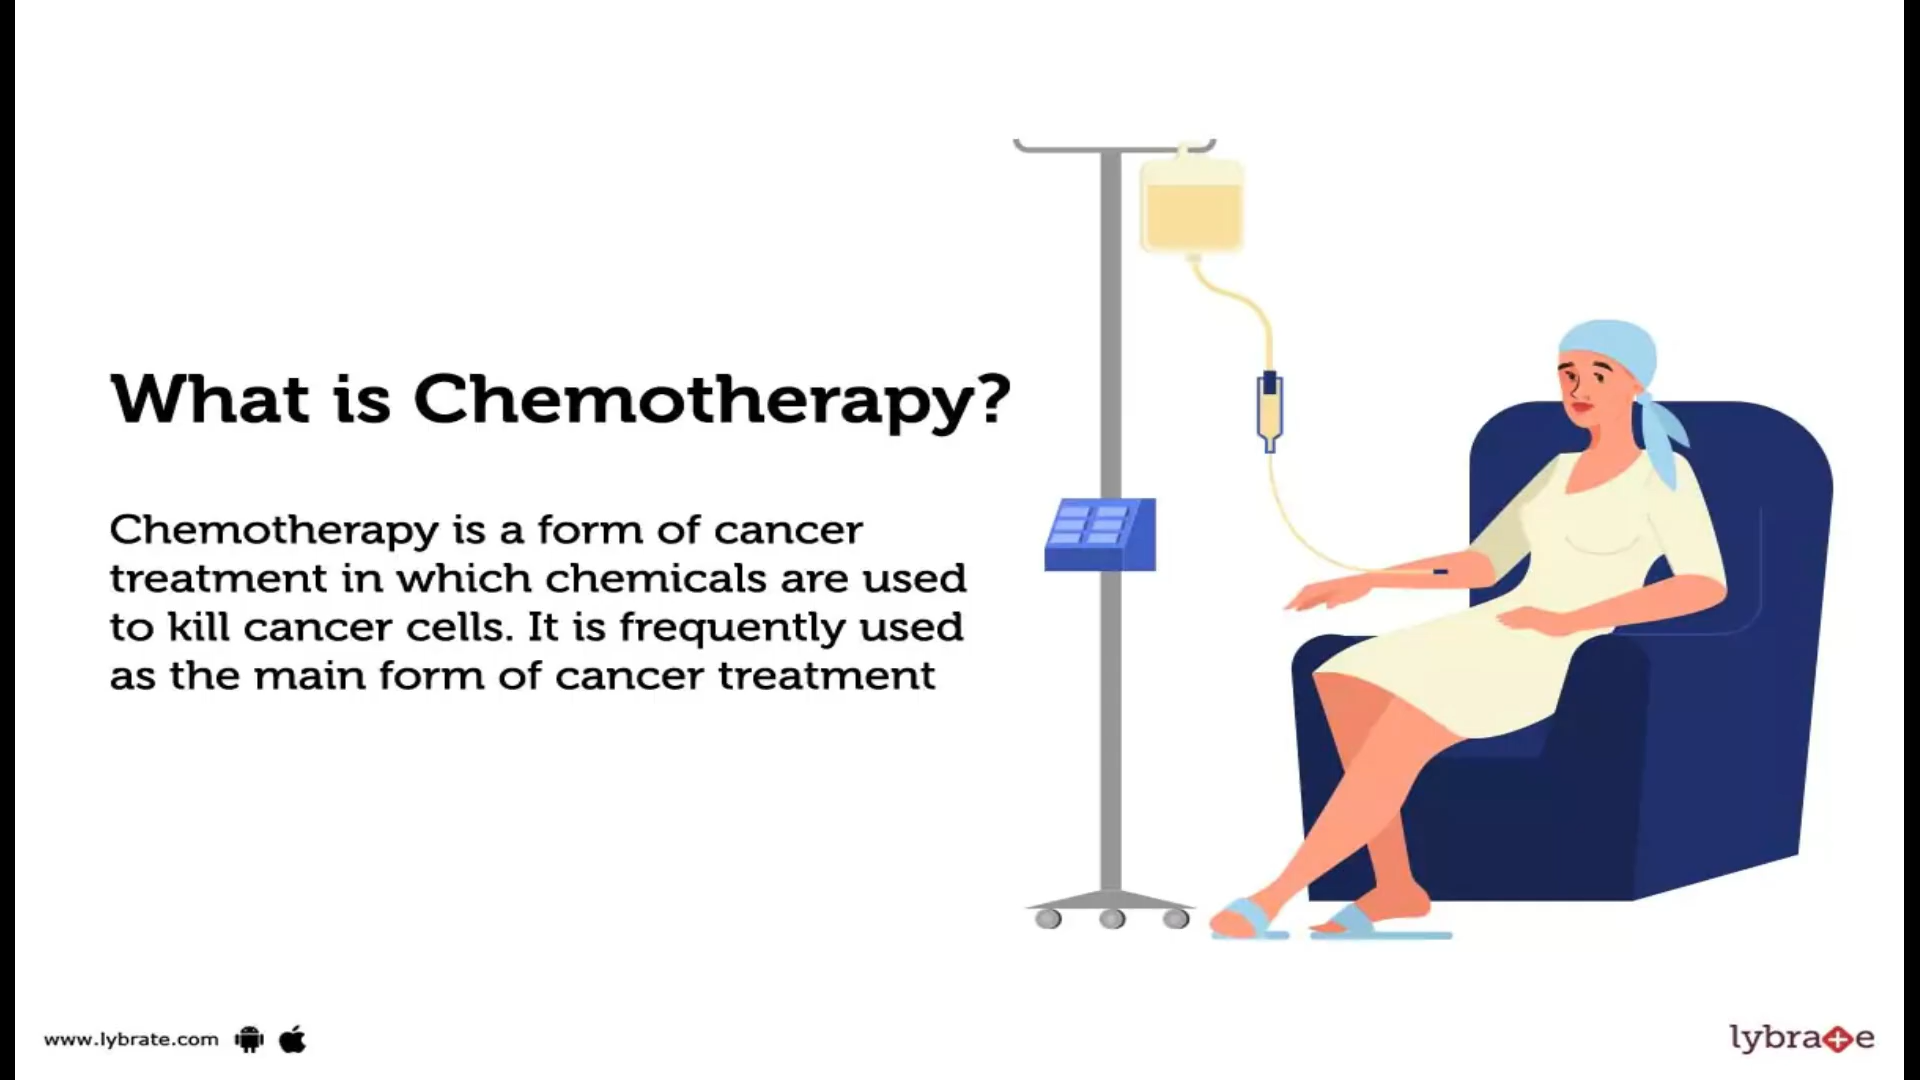 What is Chemotherapy?
Chemotherapy is a form of cancer
treatment in which chemicals are used
to kill cancer cells. It is frequently used
as the main form of cancer treatment
www.lybrate.com
lybrate